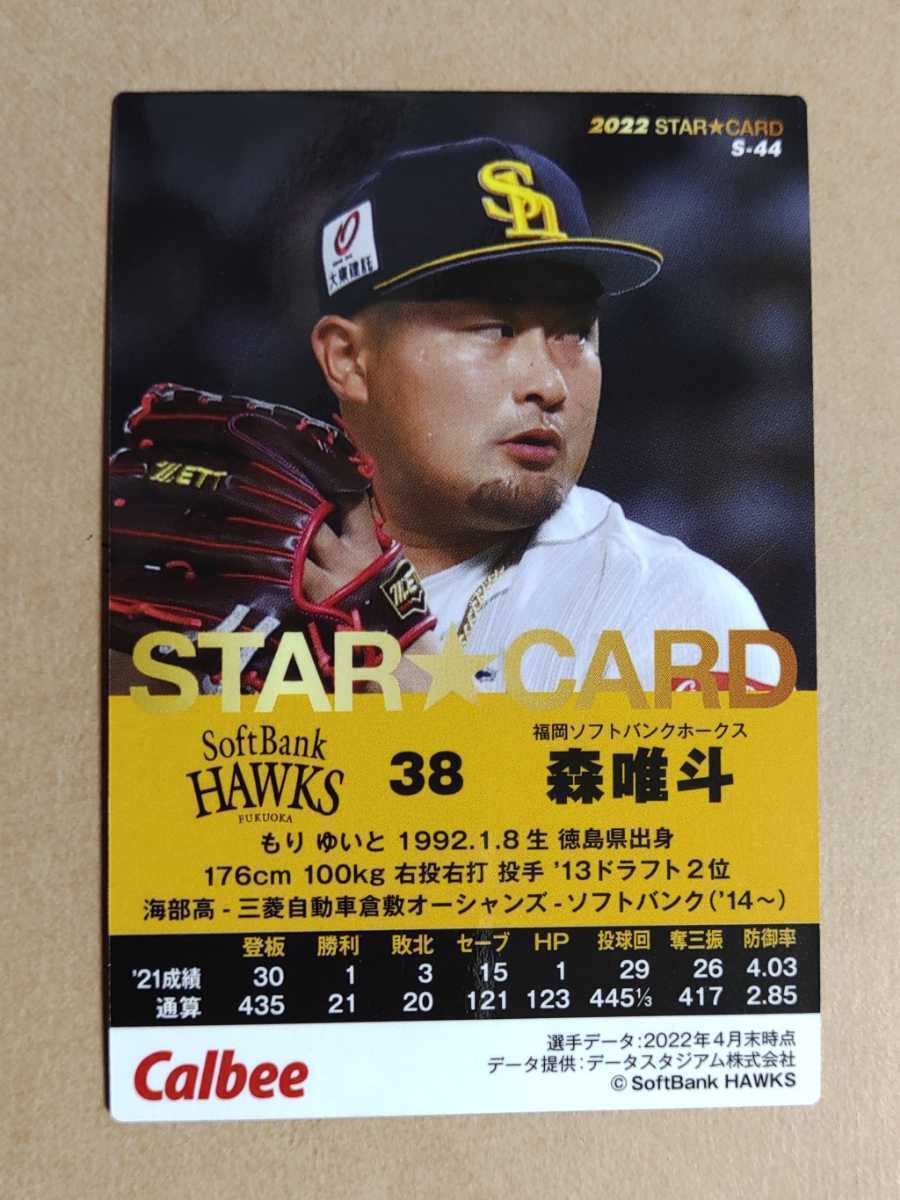 2022 STAR★CARD
S-44
大東建託
ZETT
STAR★CARD
SoftBank
HAWKS
FUKUOKA
38
福岡ソフトバンクホークス
森唯斗
もり ゆいと 1992.1.8生 徳島県出身
176cm 100kg 右投右打 投手 '13ドラフト2位
海部高-三菱自動車倉敷オーシャンズ-ソフトバンク('14〜)
登板 勝利 敗北 セーブ HP 投球回 奪三振 防御率
'21成績 30 1 3 15 1 29 26 4.03
通算 435 21 20 121 123 445⅓ 417 2.85
Calbee
選手データ:2022年4月末時点
データ提供:データスタジアム株式会社
© SoftBank HAWKS